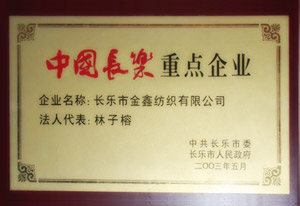 中國長樂重点企业
企业名称：长乐市金鑫纺织有限公司
法人代表：林子榕
中共长乐市委
长乐市人民政府
二〇〇三年五月